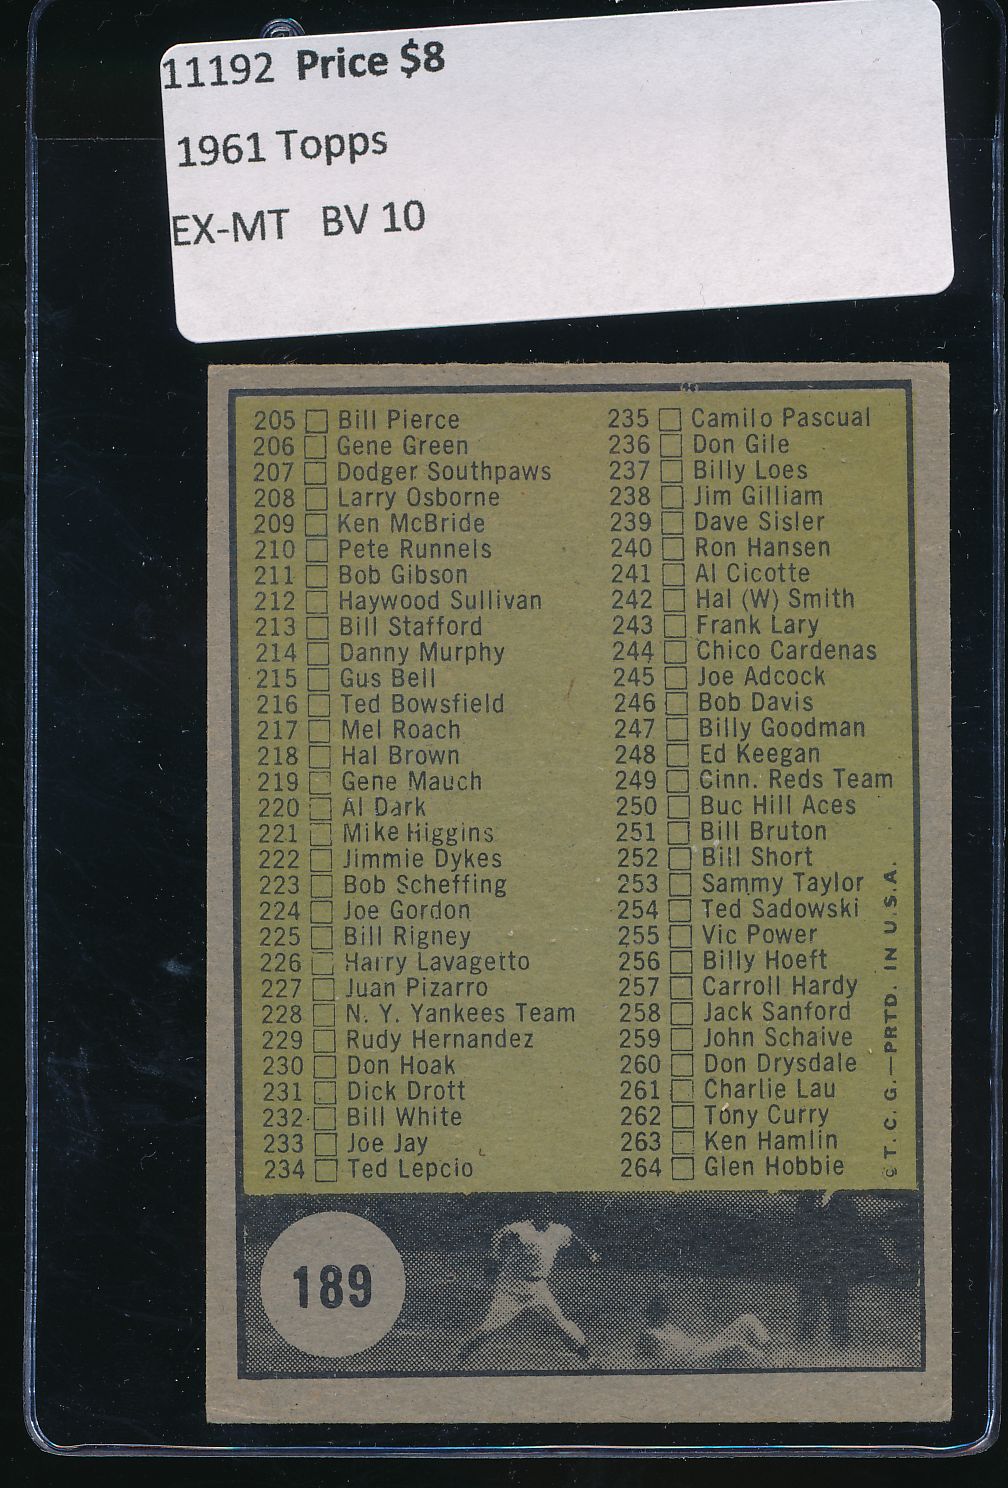 11192 Price $8
1961 Topps
EX-MT BV 10
205 Bill Pierce
206 Gene Green
207 Dodger Southpaws
208 Larry Osborne
209 Ken McBride
210 Pete Runnels
211 Bob Gibson
212 Haywood Sullivan
213 Bill Stafford
214 Danny Murphy
215 Gus Bell
216 Ted Bowsfield
217 Mel Roach
218 Hal Brown
219 Gene Mauch
220 Al Dark
221 Mike Higgins
222 Jimmie Dykes
223 Bob Scheffing
224 Joe Gordon
225 Bill Rigney
226 Harry Lavagetto
227 Juan Pizarro
228 N. Y. Yankees Team
229 Rudy Hernandez
230 Don Hoak
231 Dick Drott
232 Bill White
233 Joe Jay
234 Ted Lepcio
235 Camilo Pascual
236 Don Gile
237 Billy Loes
238 Jim Gilliam
239 Dave Sisler
240 Ron Hansen
241 Al Cicotte
242 Hal (W) Smith
243 Frank Lary
244 Chico Cardenas
245 Joe Adcock
246 Bob Davis
247 Billy Goodman
248 Ed Keegan
249 Cinn. Reds Team
250 Buc Hill Aces
251 Bill Bruton
252 Bill Short
253 Sammy Taylor
254 Ted Sadowski
255 Vic Power
256 Billy Hoeft
257 Carroll Hardy
258 Jack Sanford
259 John Schaive
260 Don Drysdale
261 Charlie Lau
262 Tony Curry
263 Ken Hamlin
264 Glen Hobbie
© T. C. G.—PRTD. IN U.S.A.
189